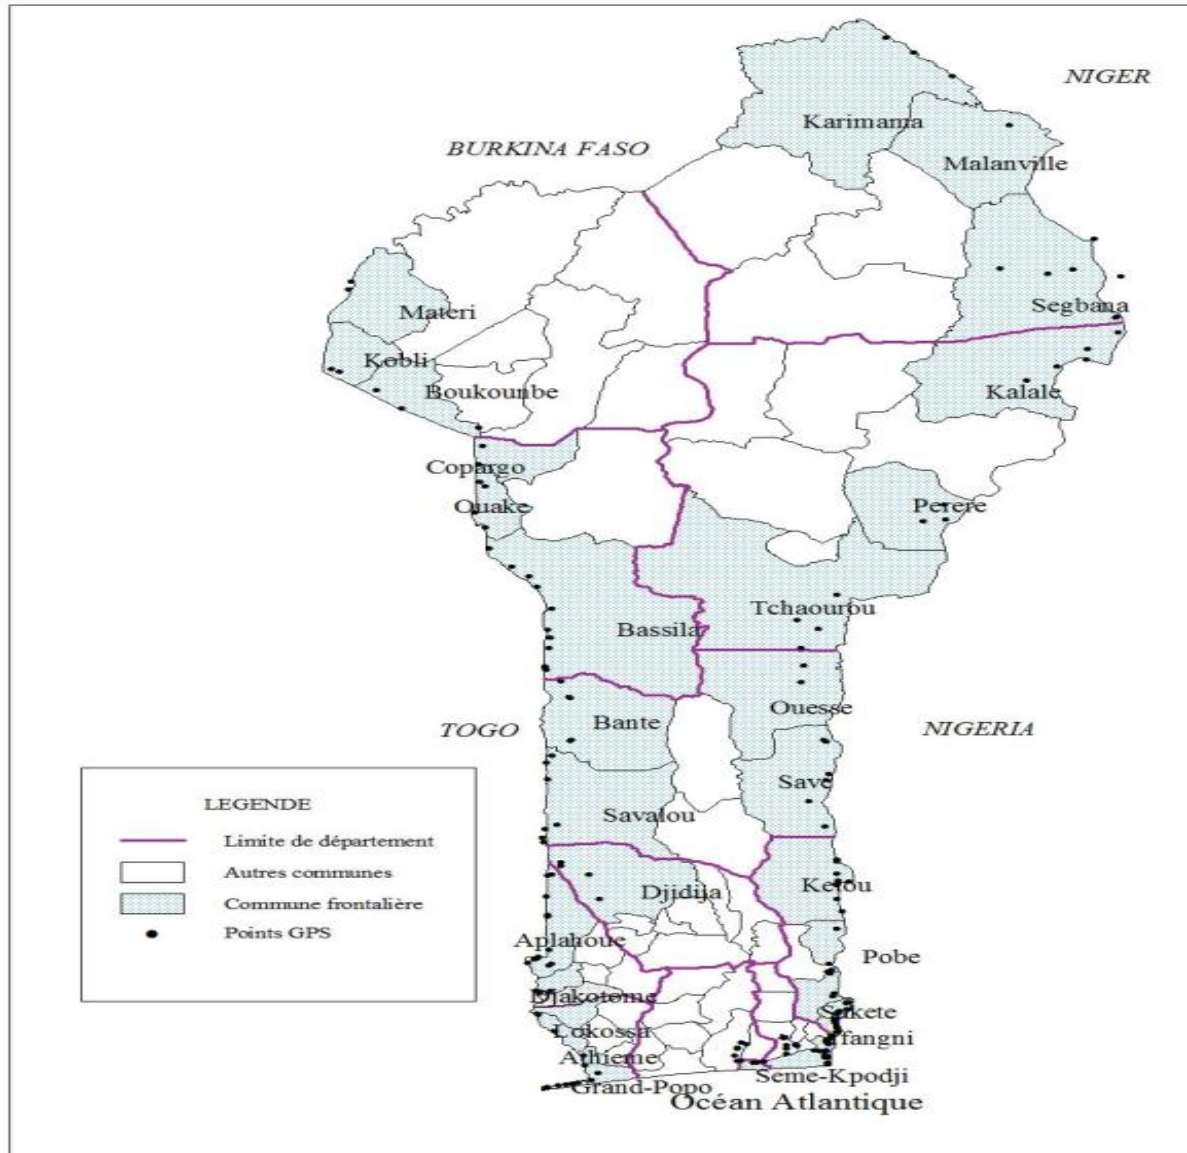 NIGER
Karimama
BURKINA FASO
Malanville
Segbana
Materi
Kobli
Boukounbe
Kalale
Copargo
Ouake
Perere
Tchaourou
Bassila
Ouesse
Bante
TOGO
NIGERIA
Save
LEGENDE
Savalou
Limite de département
Autres communes
Ketou
Djidija
Commune frontalière
Points GPS
Aplahoue
Pobe
Djakotome
Sakete
Lokossa
Ifangni
Athieme
Seme-Kpodji
Grand-Popo
Océan Atlantique